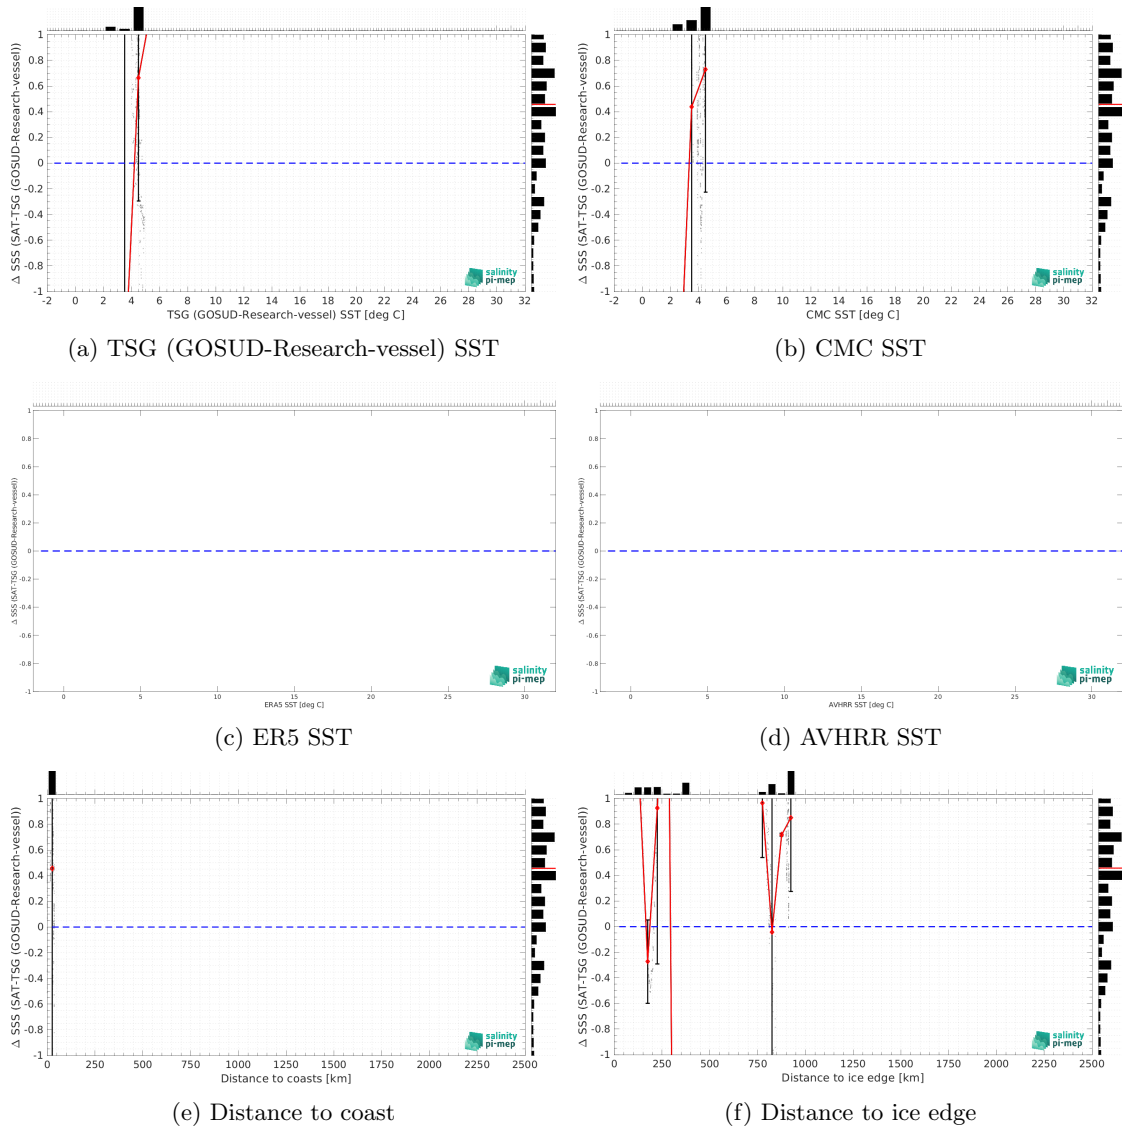 1
0.8
0.6
0.4
0.2
0
-0.2
-0.4
-0.6
-0.8
-1
Δ SSS (SAT-TSG (GOSUD-Research-vessel))
-2 0 2 4 6 8 10 12 14 16 18 20 22 24 26 28 30 32
TSG (GOSUD-Research-vessel) SST [deg C]
salinity
pi-mep
(a) TSG (GOSUD-Research-vessel) SST
1
0.8
0.6
0.4
0.2
0
-0.2
-0.4
-0.6
-0.8
-1
Δ SSS (SAT-TSG (GOSUD-Research-vessel))
-2 0 2 4 6 8 10 12 14 16 18 20 22 24 26 28 30 32
CMC SST [deg C]
salinity
pi-mep
(b) CMC SST
1
0.8
0.6
0.4
0.2
0
-0.2
-0.4
-0.6
-0.8
-1
Δ SSS (SAT-TSG (GOSUD-Research-vessel))
0 5 10 15 20 25 30
ERA5 SST [deg C]
salinity
pi-mep
(c) ER5 SST
1
0.8
0.6
0.4
0.2
0
-0.2
-0.4
-0.6
-0.8
-1
Δ SSS (SAT-TSG (GOSUD-Research-vessel))
0 5 10 15 20 25 30
AVHRR SST [deg C]
salinity
pi-mep
(d) AVHRR SST
1
0.8
0.6
0.4
0.2
0
-0.2
-0.4
-0.6
-0.8
-1
Δ SSS (SAT-TSG (GOSUD-Research-vessel))
0 250 500 750 1000 1250 1500 1750 2000 2250 2500
Distance to coasts [km]
salinity
pi-mep
(e) Distance to coast
1
0.8
0.6
0.4
0.2
0
-0.2
-0.4
-0.6
-0.8
-1
Δ SSS (SAT-TSG (GOSUD-Research-vessel))
0 250 500 750 1000 1250 1500 1750 2000 2250 2500
Distance to ice edge [km]
salinity
pi-mep
(f) Distance to ice edge